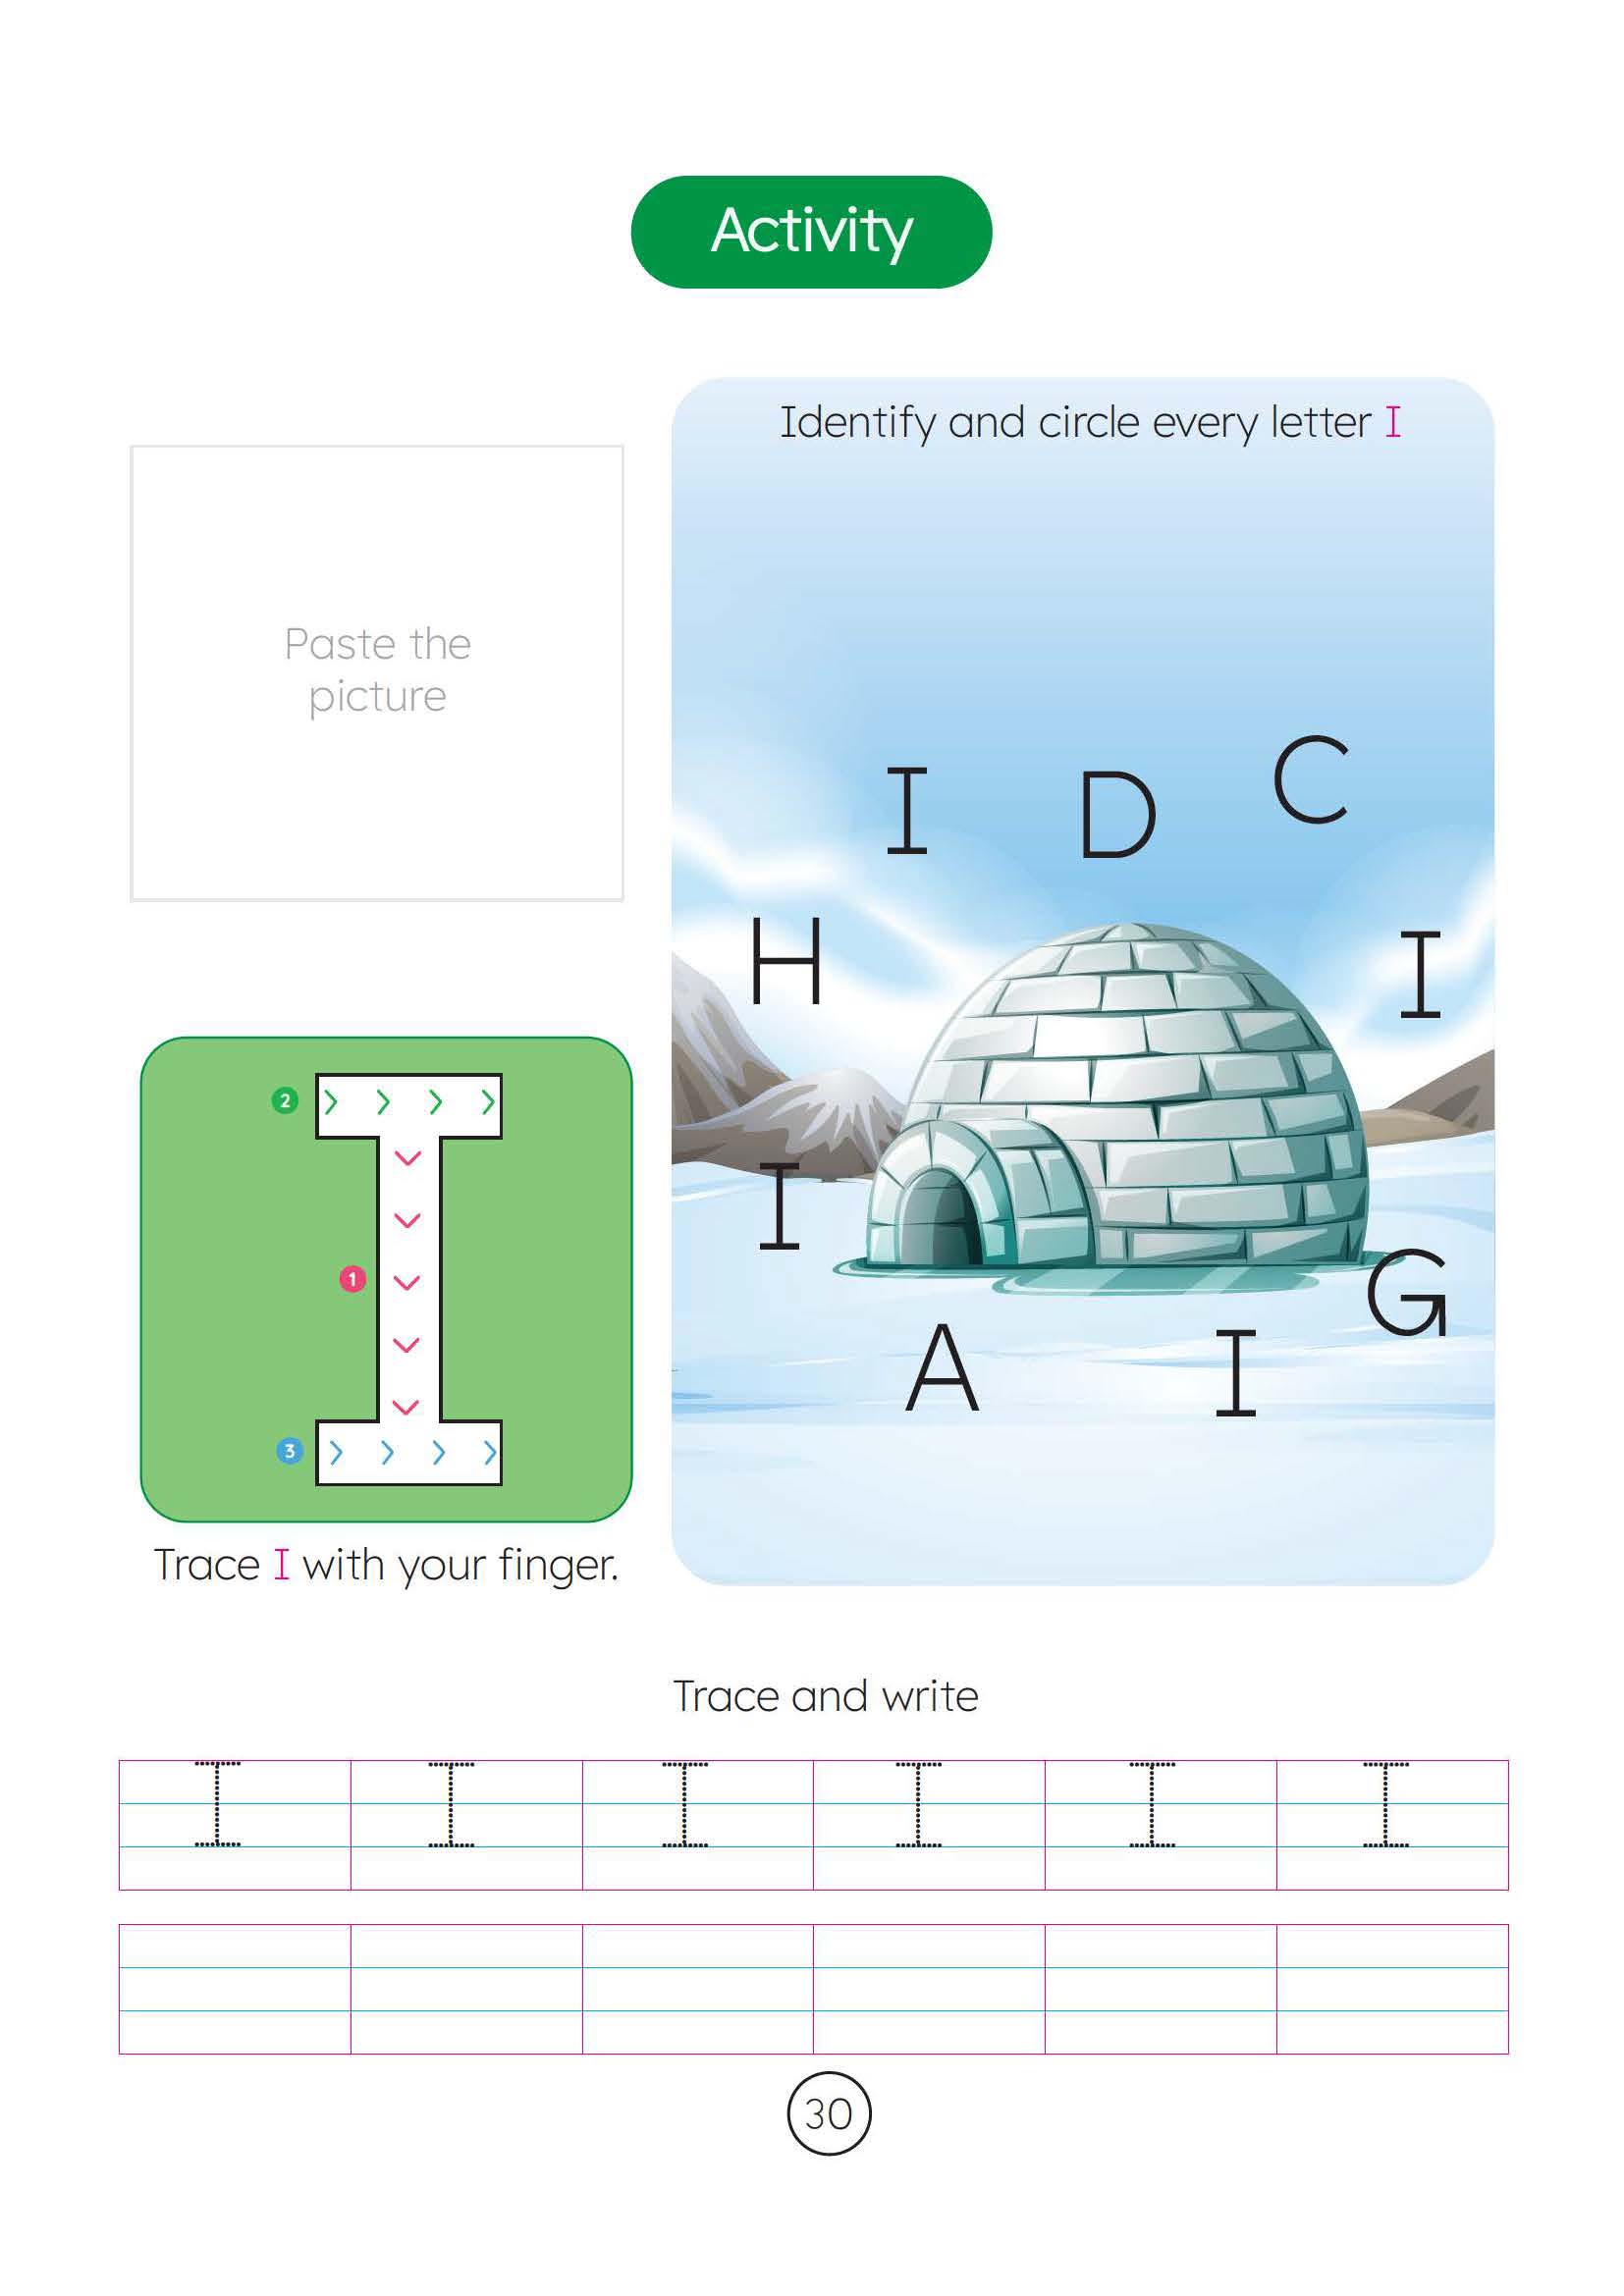 Activity
Identify and circle every letter I
Paste the
picture
I D C
H I
I
G
A I
2
1
3
Trace I with your finger.
Trace and write
I I I I I I
30